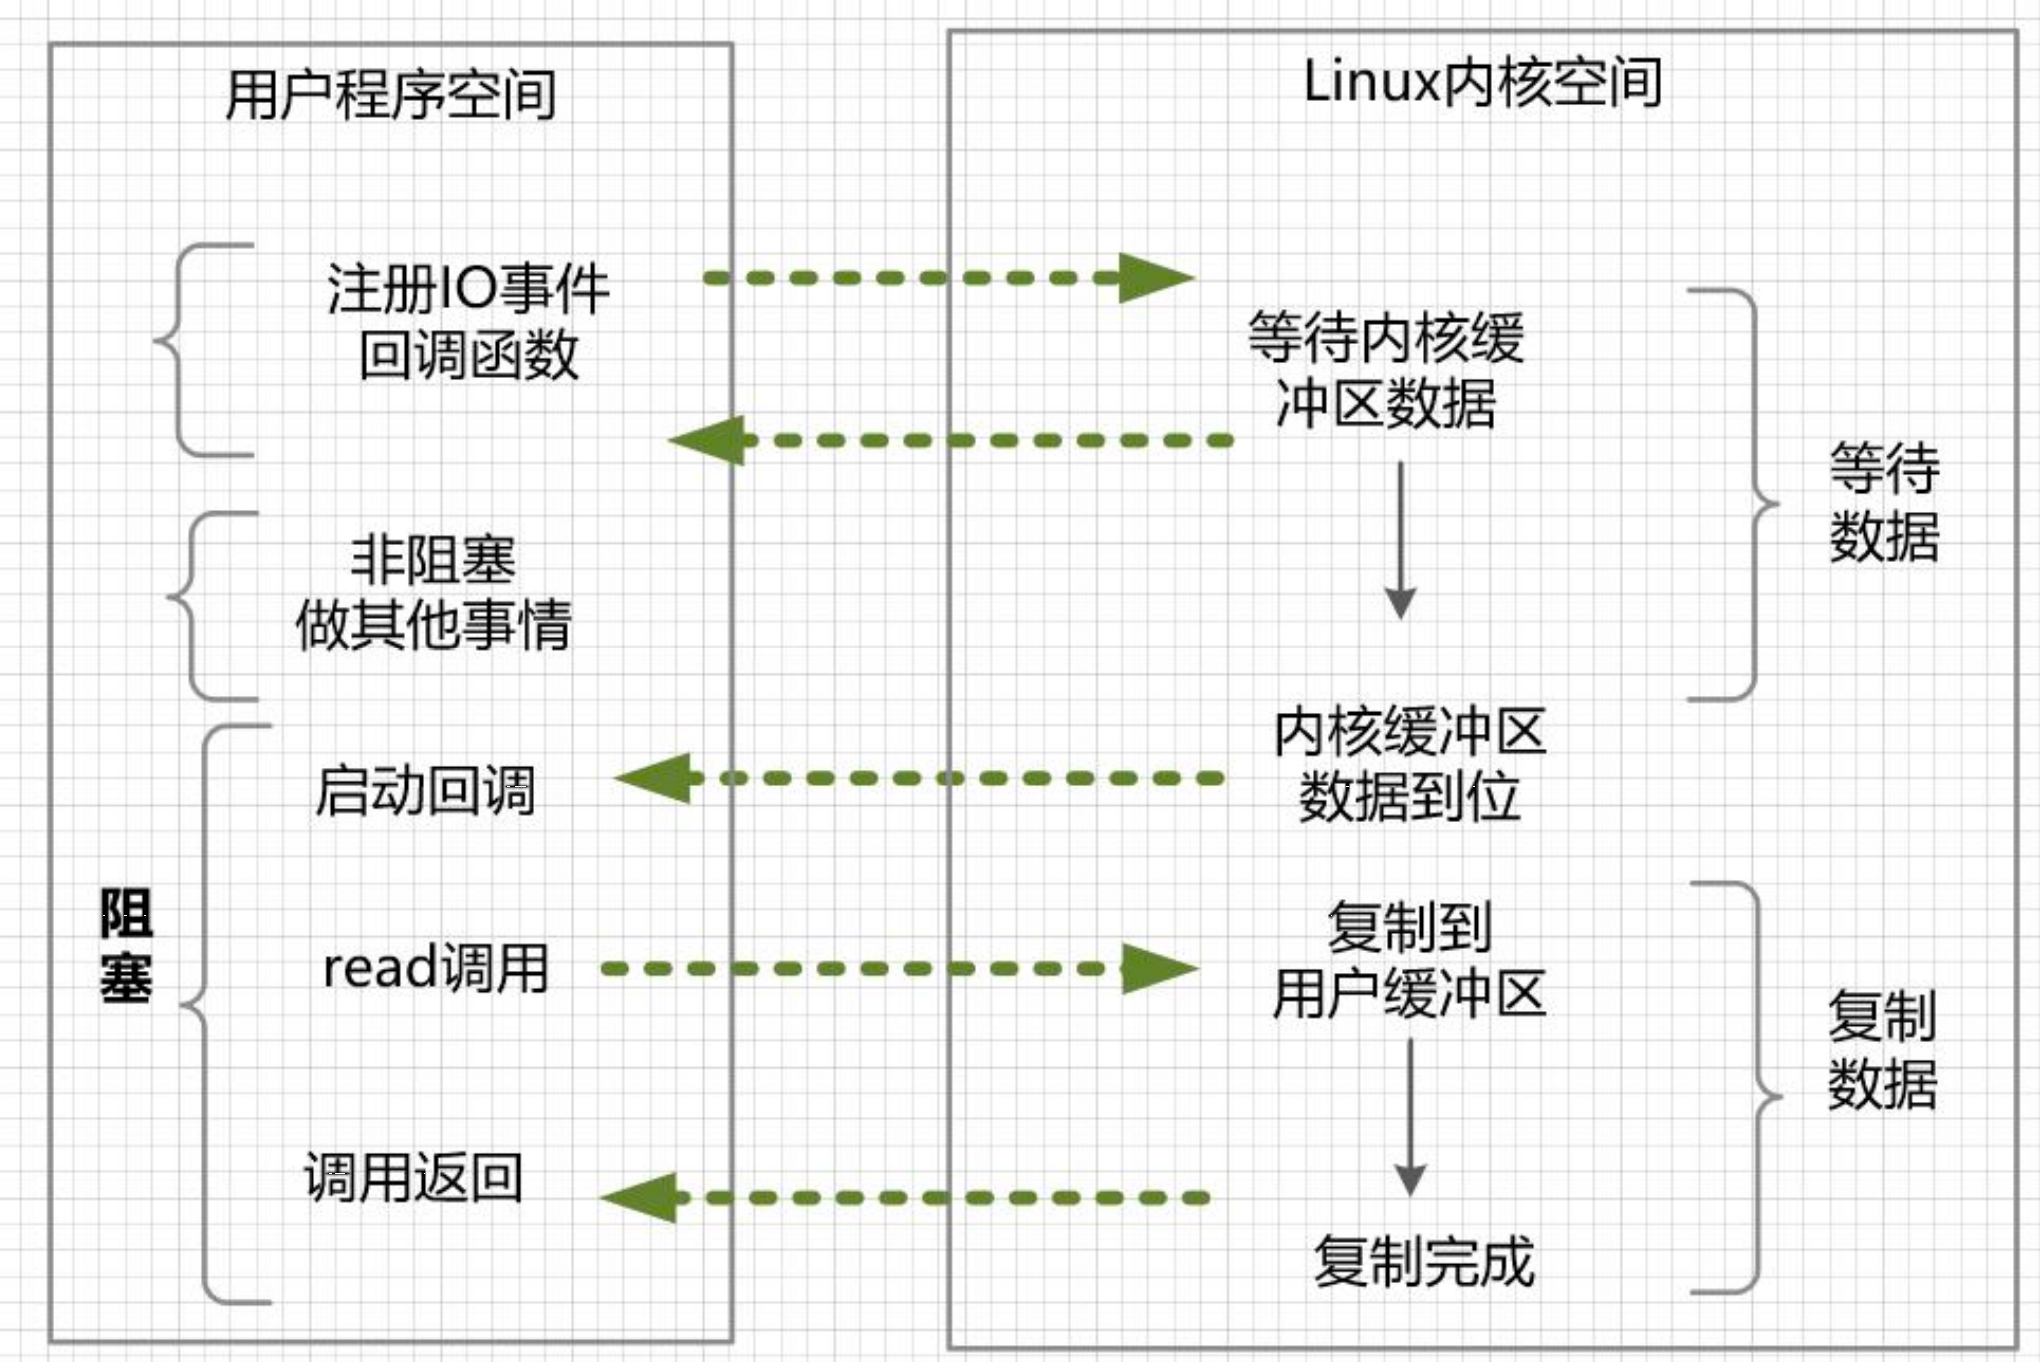 用户程序空间
Linux内核空间
注册IO事件
回调函数
等待内核缓
冲区数据
等待
数据
非阻塞
做其他事情
内核缓冲区
数据到位
启动回调
阻
塞
read调用
复制到
用户缓冲区
复制
数据
调用返回
复制完成